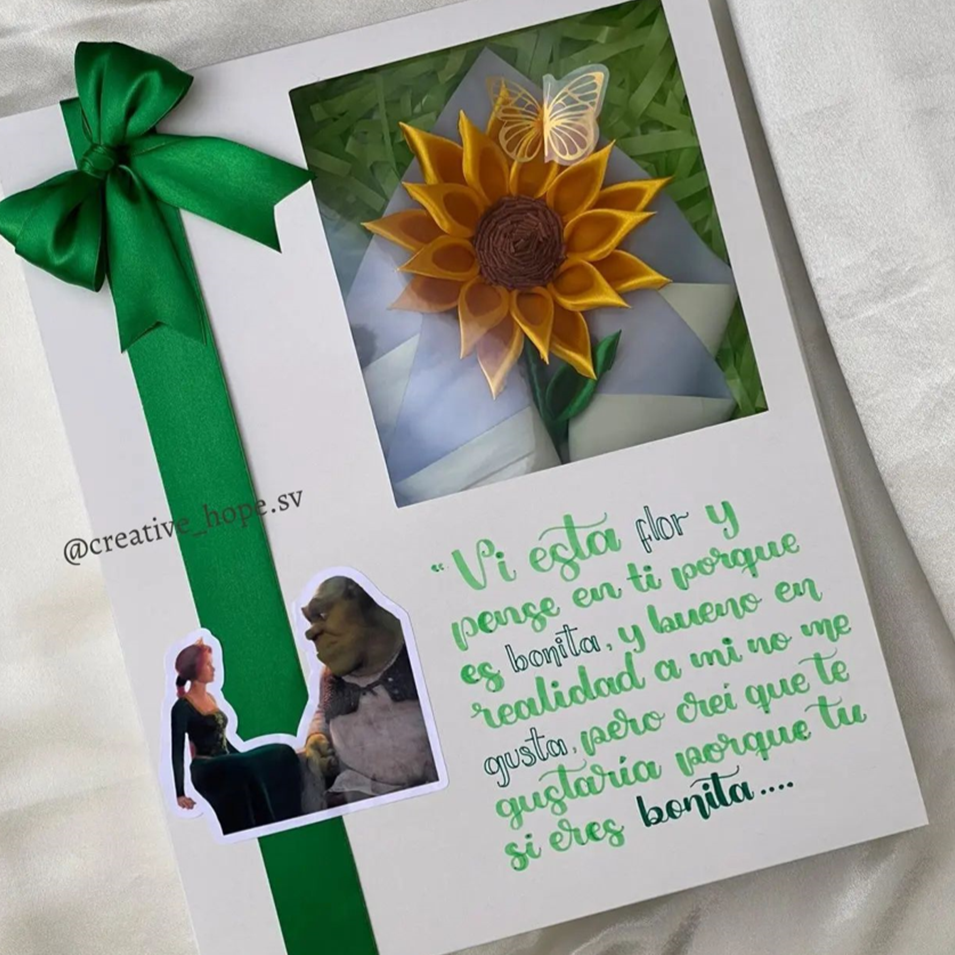 @creative_hope.sv
“Vi esta flor y
pense en ti porque
es bonita, y bueno en
realidad a mi no me
gusta, pero creí que te
gustaría porque tu
si eres bonita....